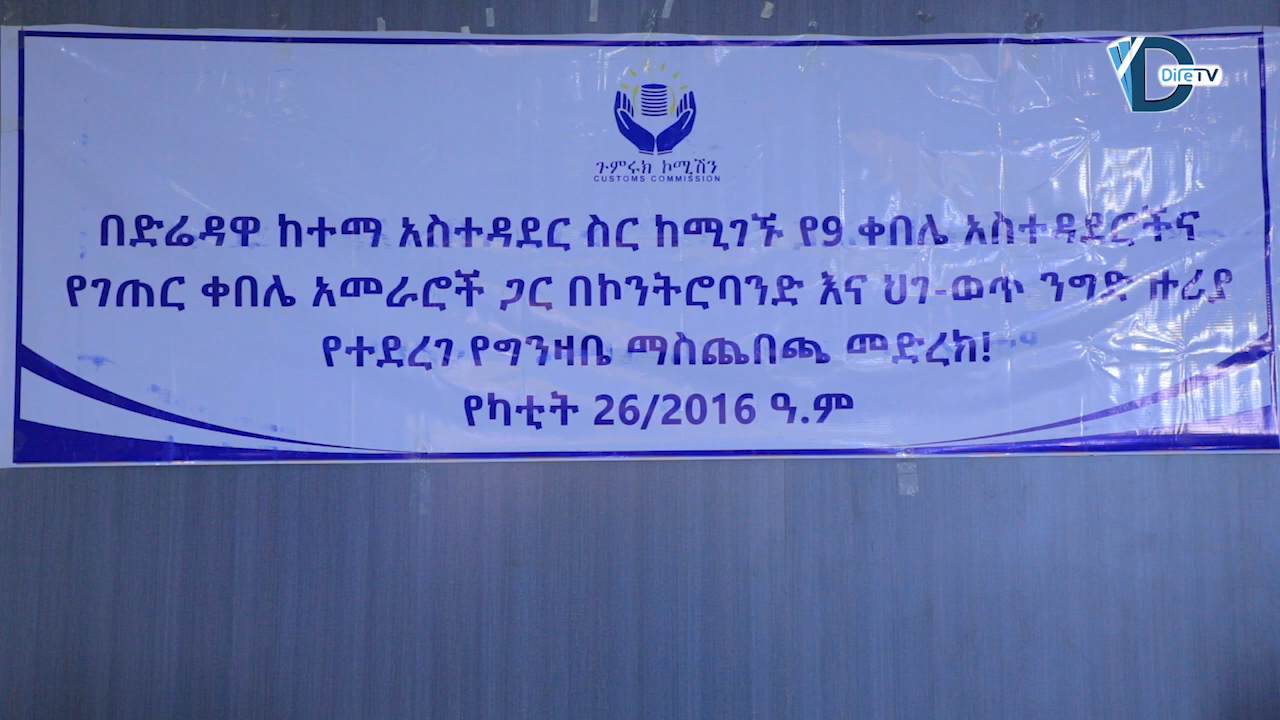 DireTV
ጉምሩክ ኮሚሽን
CUSTOMS COMMISSION
በድሬዳዋ ከተማ አስተዳደር ስር ከሚገኙ የ9 ቀበሌ አስተዳደሮችና
የገጠር ቀበሌ አመራሮች ጋር በኮንትሮባንድ እና ህገ-ወጥ ንግድ ዙሪያ
የተደረገ የግንዛቤ ማስጨበጫ መድረክ!
የካቲት 26/2016 ዓ.ም